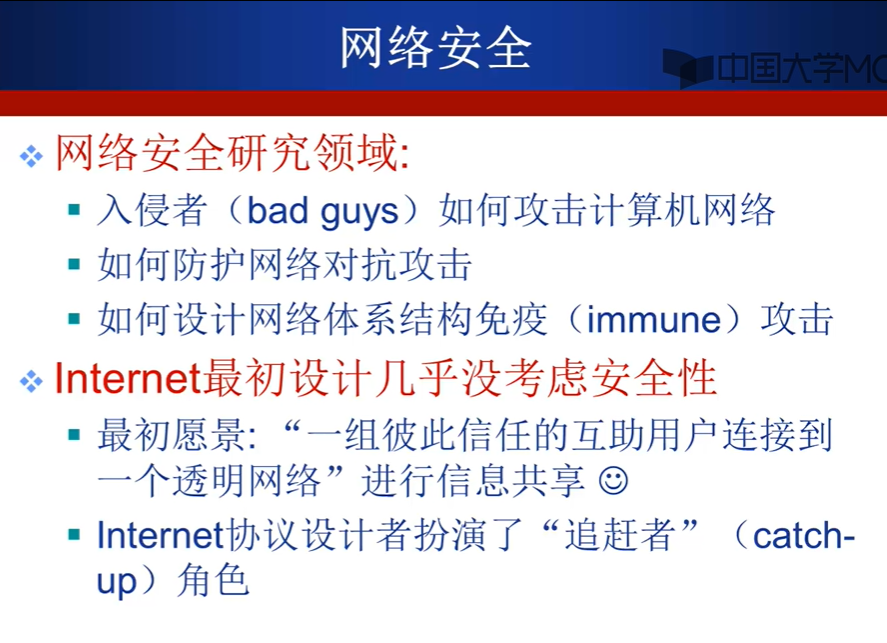 网络安全
中国大学MO
网络安全研究领域:
入侵者（bad guys）如何攻击计算机网络
如何防护网络对抗攻击
如何设计网络体系结构免疫（immune）攻击
Internet最初设计几乎没考虑安全性
最初愿景: “一组彼此信任的互助用户连接到
一个透明网络”进行信息共享 ☺
Internet协议设计者扮演了“追赶者”（catch-
up）角色